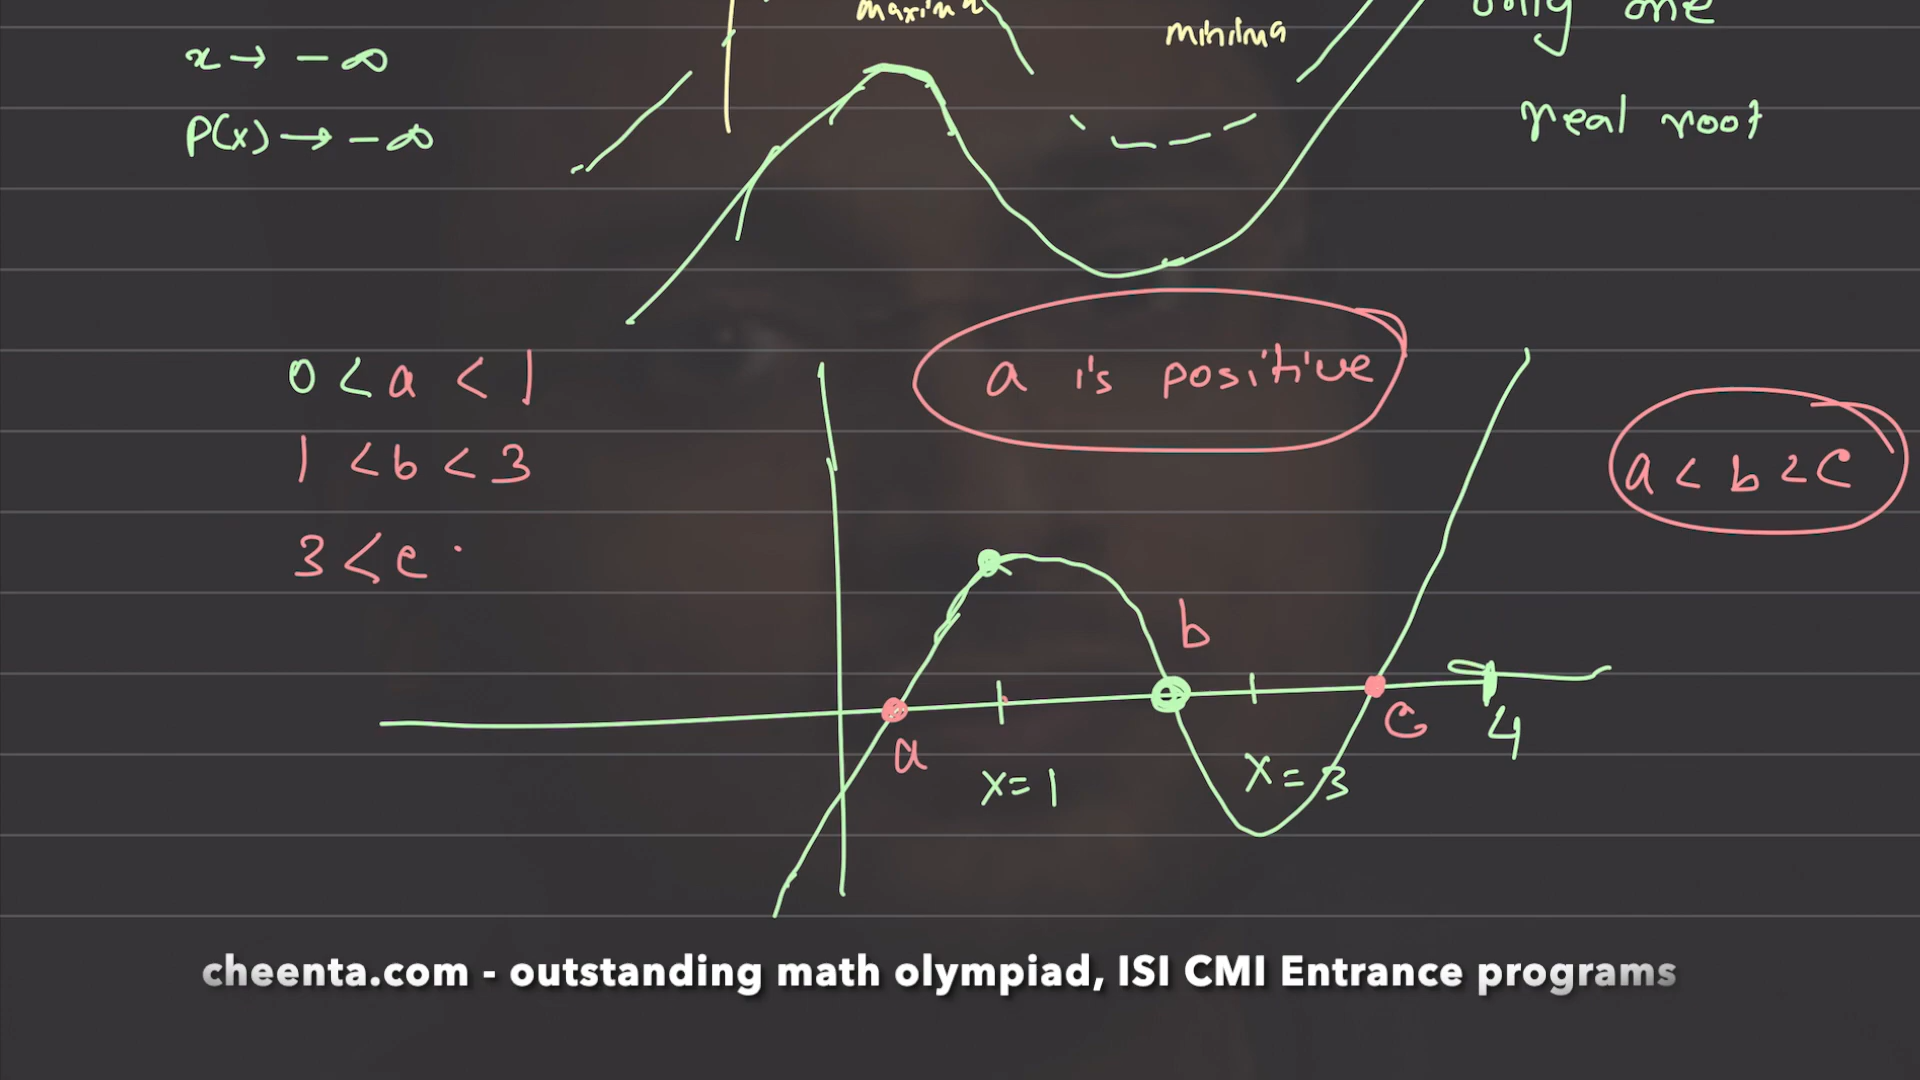 maxima
minima
only one
real root
x → - ∞
P(x) → - ∞
a is positive
0 < a < 1
1 < b < 3
3 < c
a < b < c
b
a
c
4
x = 1
x = 3
cheenta.com - outstanding math olympiad, ISI CMI Entrance programs